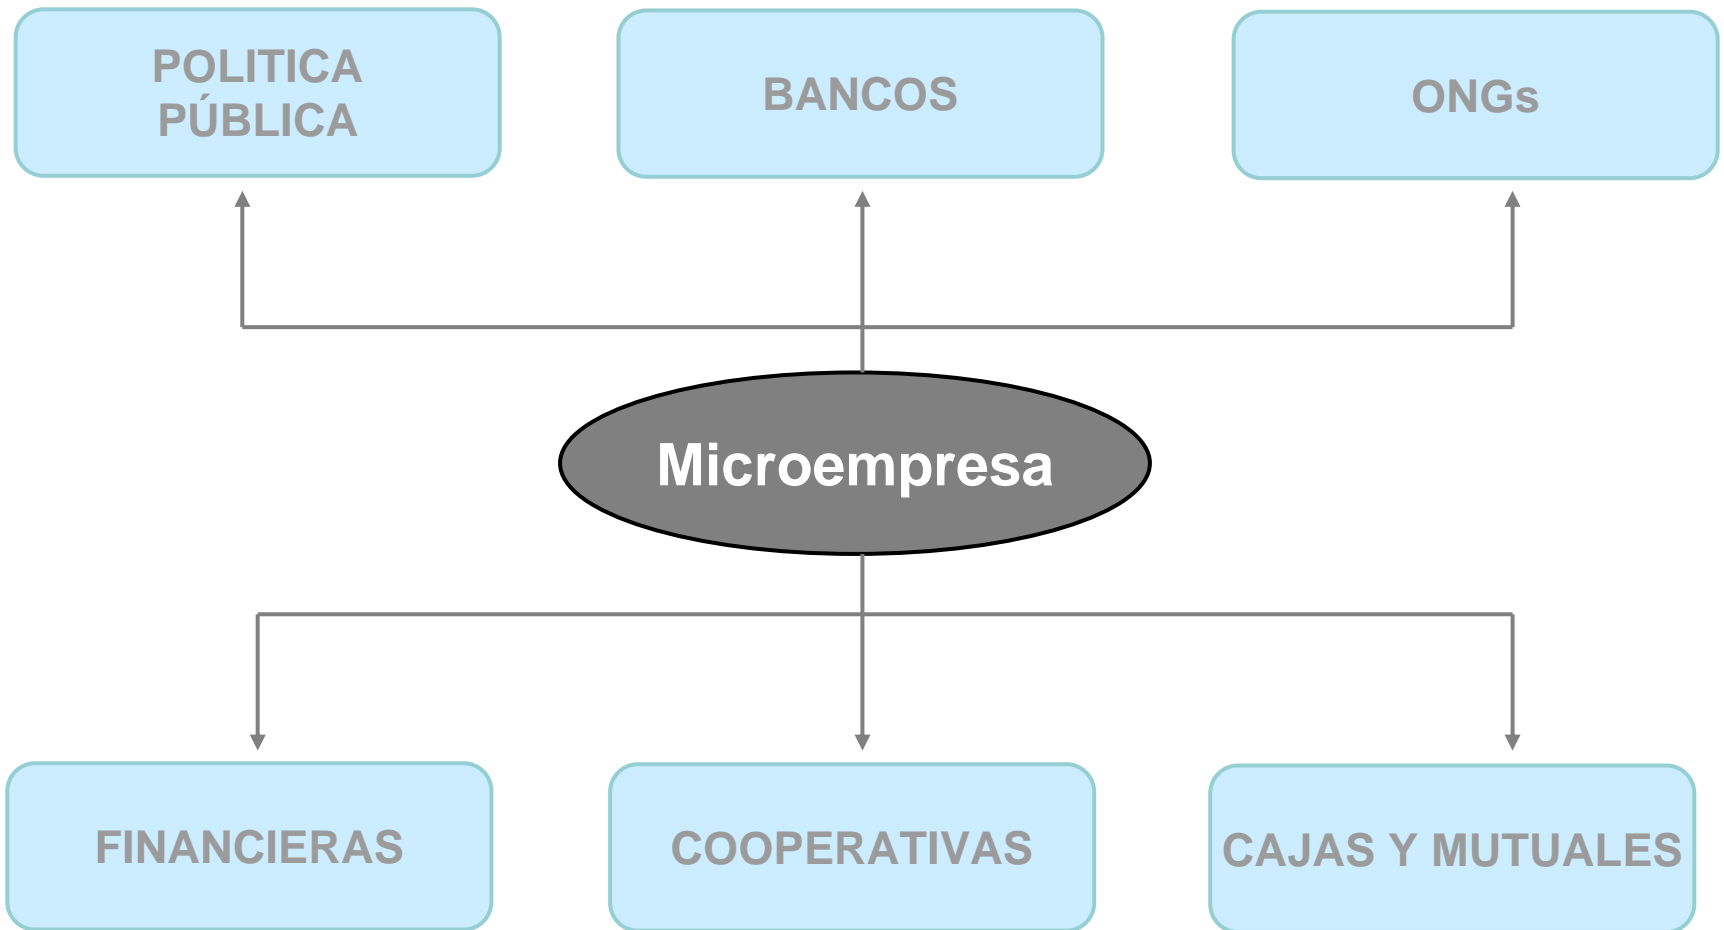 POLITICA
PÚBLICA
BANCOS
ONGs
Microempresa
FINANCIERAS
COOPERATIVAS
CAJAS Y MUTUALES